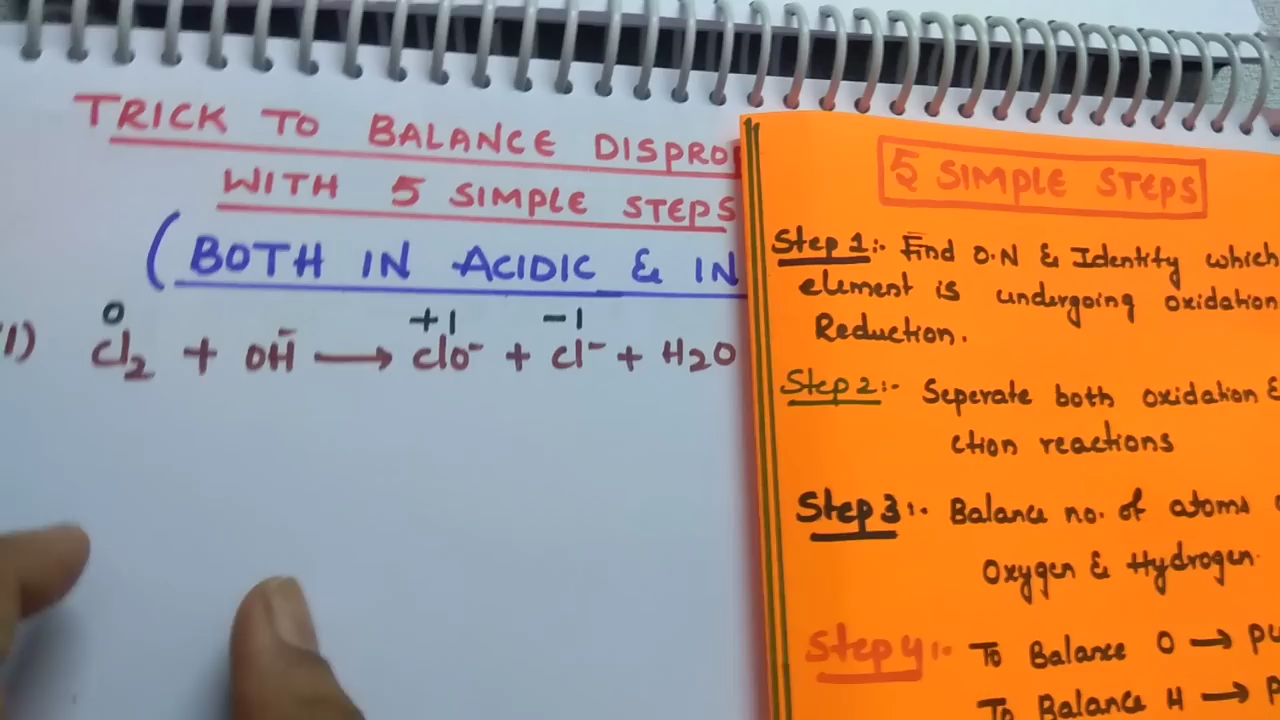 TRICK TO BALANCE DISPRO
WITH 5 SIMPLE STEPS
(BOTH IN ACIDIC & IN
0 +1 -1
1) Cl2 + OH- ⟶ ClO- + Cl- + H2O
5 SIMPLE STEPS
Step 1:- Find O.N & Identity which
element is undergoing oxidation
Reduction.
Step 2:- Seperate both oxidation &
ction reactions
Step 3:- Balance no. of atoms
Oxygen & Hydrogen.
Step 4:- To Balance O → pu
To Balance H → P